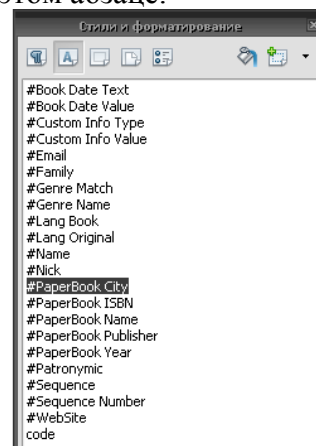 этом абзаце.
Стили и форматирование
#Book Date Text
#Book Date Value
#Custom Info Type
#Custom Info Value
#Email
#Family
#Genre Match
#Genre Name
#Lang Book
#Lang Original
#Name
#Nick
#PaperBook City
#PaperBook ISBN
#PaperBook Name
#PaperBook Publisher
#PaperBook Year
#Patronymic
#Sequence
#Sequence Number
#WebSite
code